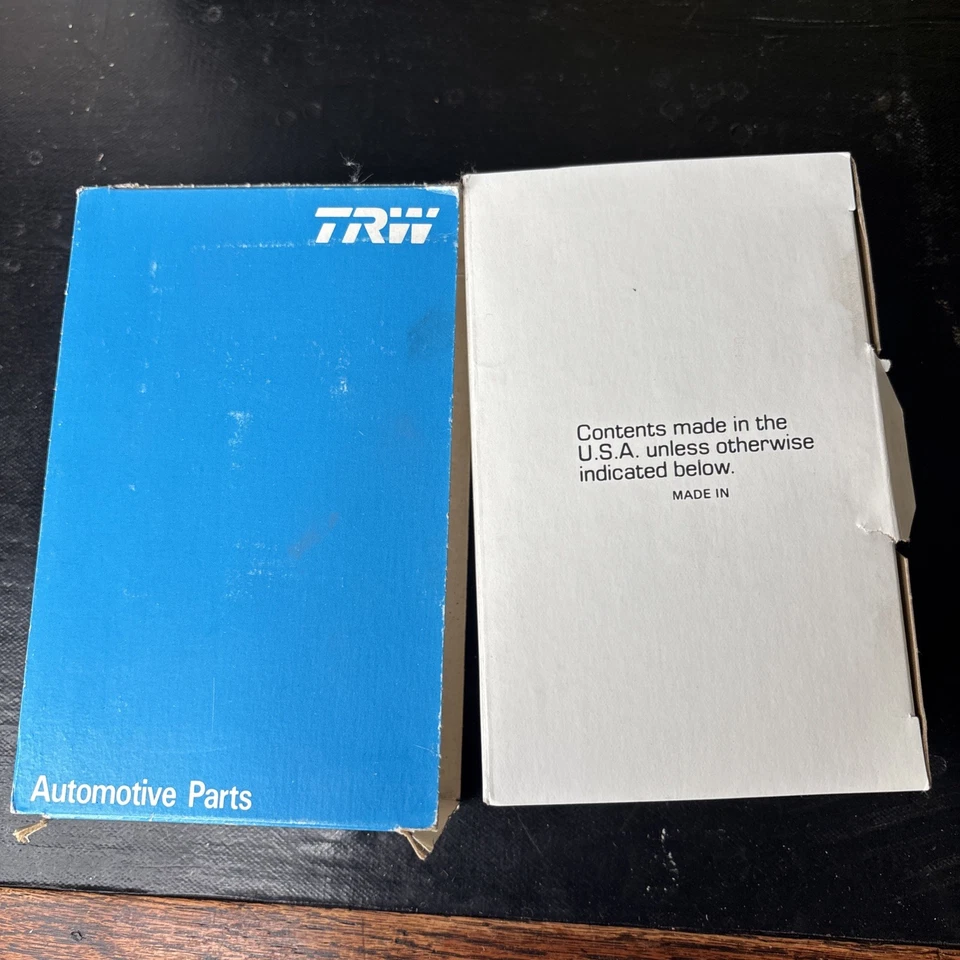 TRW
Automotive Parts
Contents made in the
U.S.A. unless otherwise
indicated below.
MADE IN